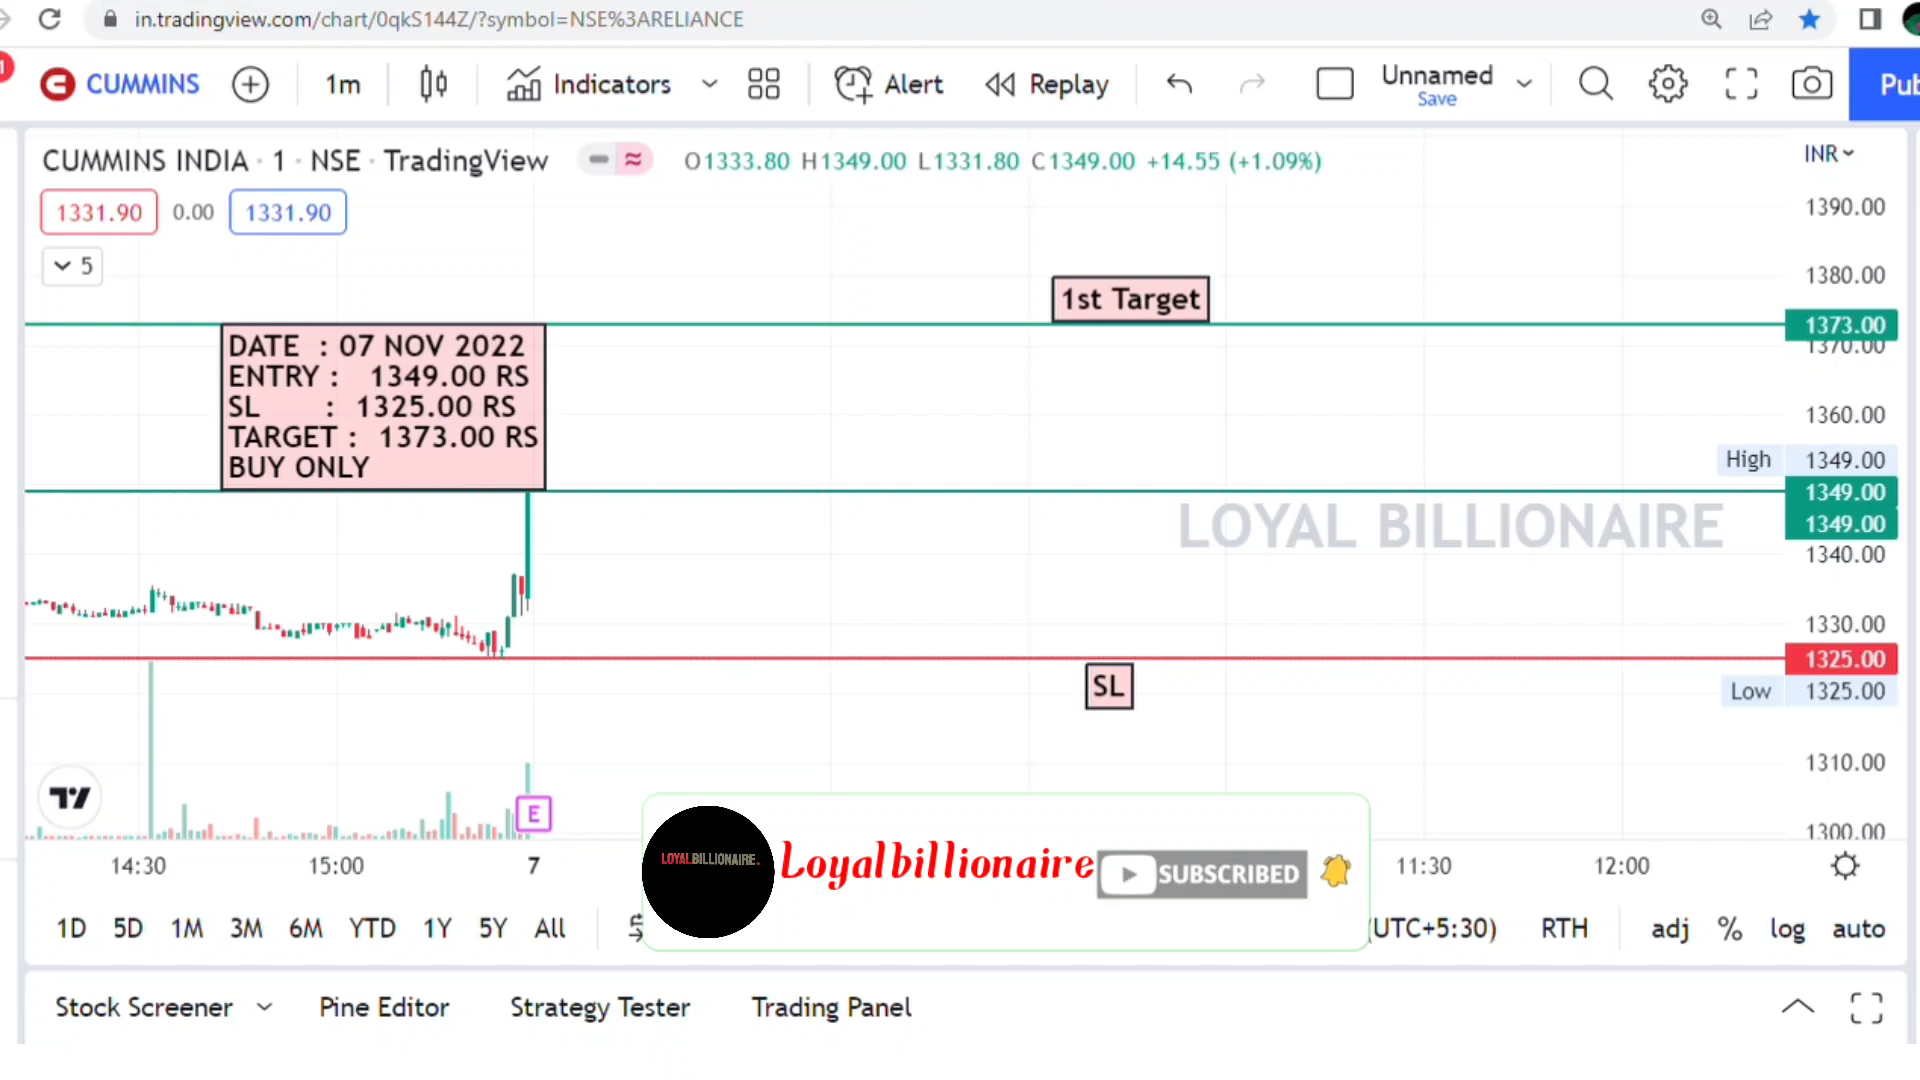 in.tradingview.com/chart/0qkS144Z/?symbol=NSE%3ARELIANCE
1
CUMMINS
1m
Indicators
Alert
Replay
Unnamed
Save
CUMMINS INDIA · 1 · NSE · TradingView
O1333.80 H1349.00 L1331.80 C1349.00 +14.55 (+1.09%)
INR
1331.90 0.00 1331.90
5
1390.00
1380.00
1st Target
1373.00
1370.00
DATE : 07 NOV 2022
ENTRY : 1349.00 RS
SL : 1325.00 RS
TARGET : 1373.00 RS
BUY ONLY
1360.00
High 1349.00
1349.00
1349.00
LOYAL BILLIONAIRE
1340.00
1330.00
1325.00
SL
Low 1325.00
1310.00
1300.00
E
LOYALBILLIONAIRE.
Loyalbillionaire
SUBSCRIBED
14:30 15:00 7 11:30 12:00
1D 5D 1M 3M 6M YTD 1Y 5Y All
(UTC+5:30) RTH adj % log auto
Stock Screener Pine Editor Strategy Tester Trading Panel